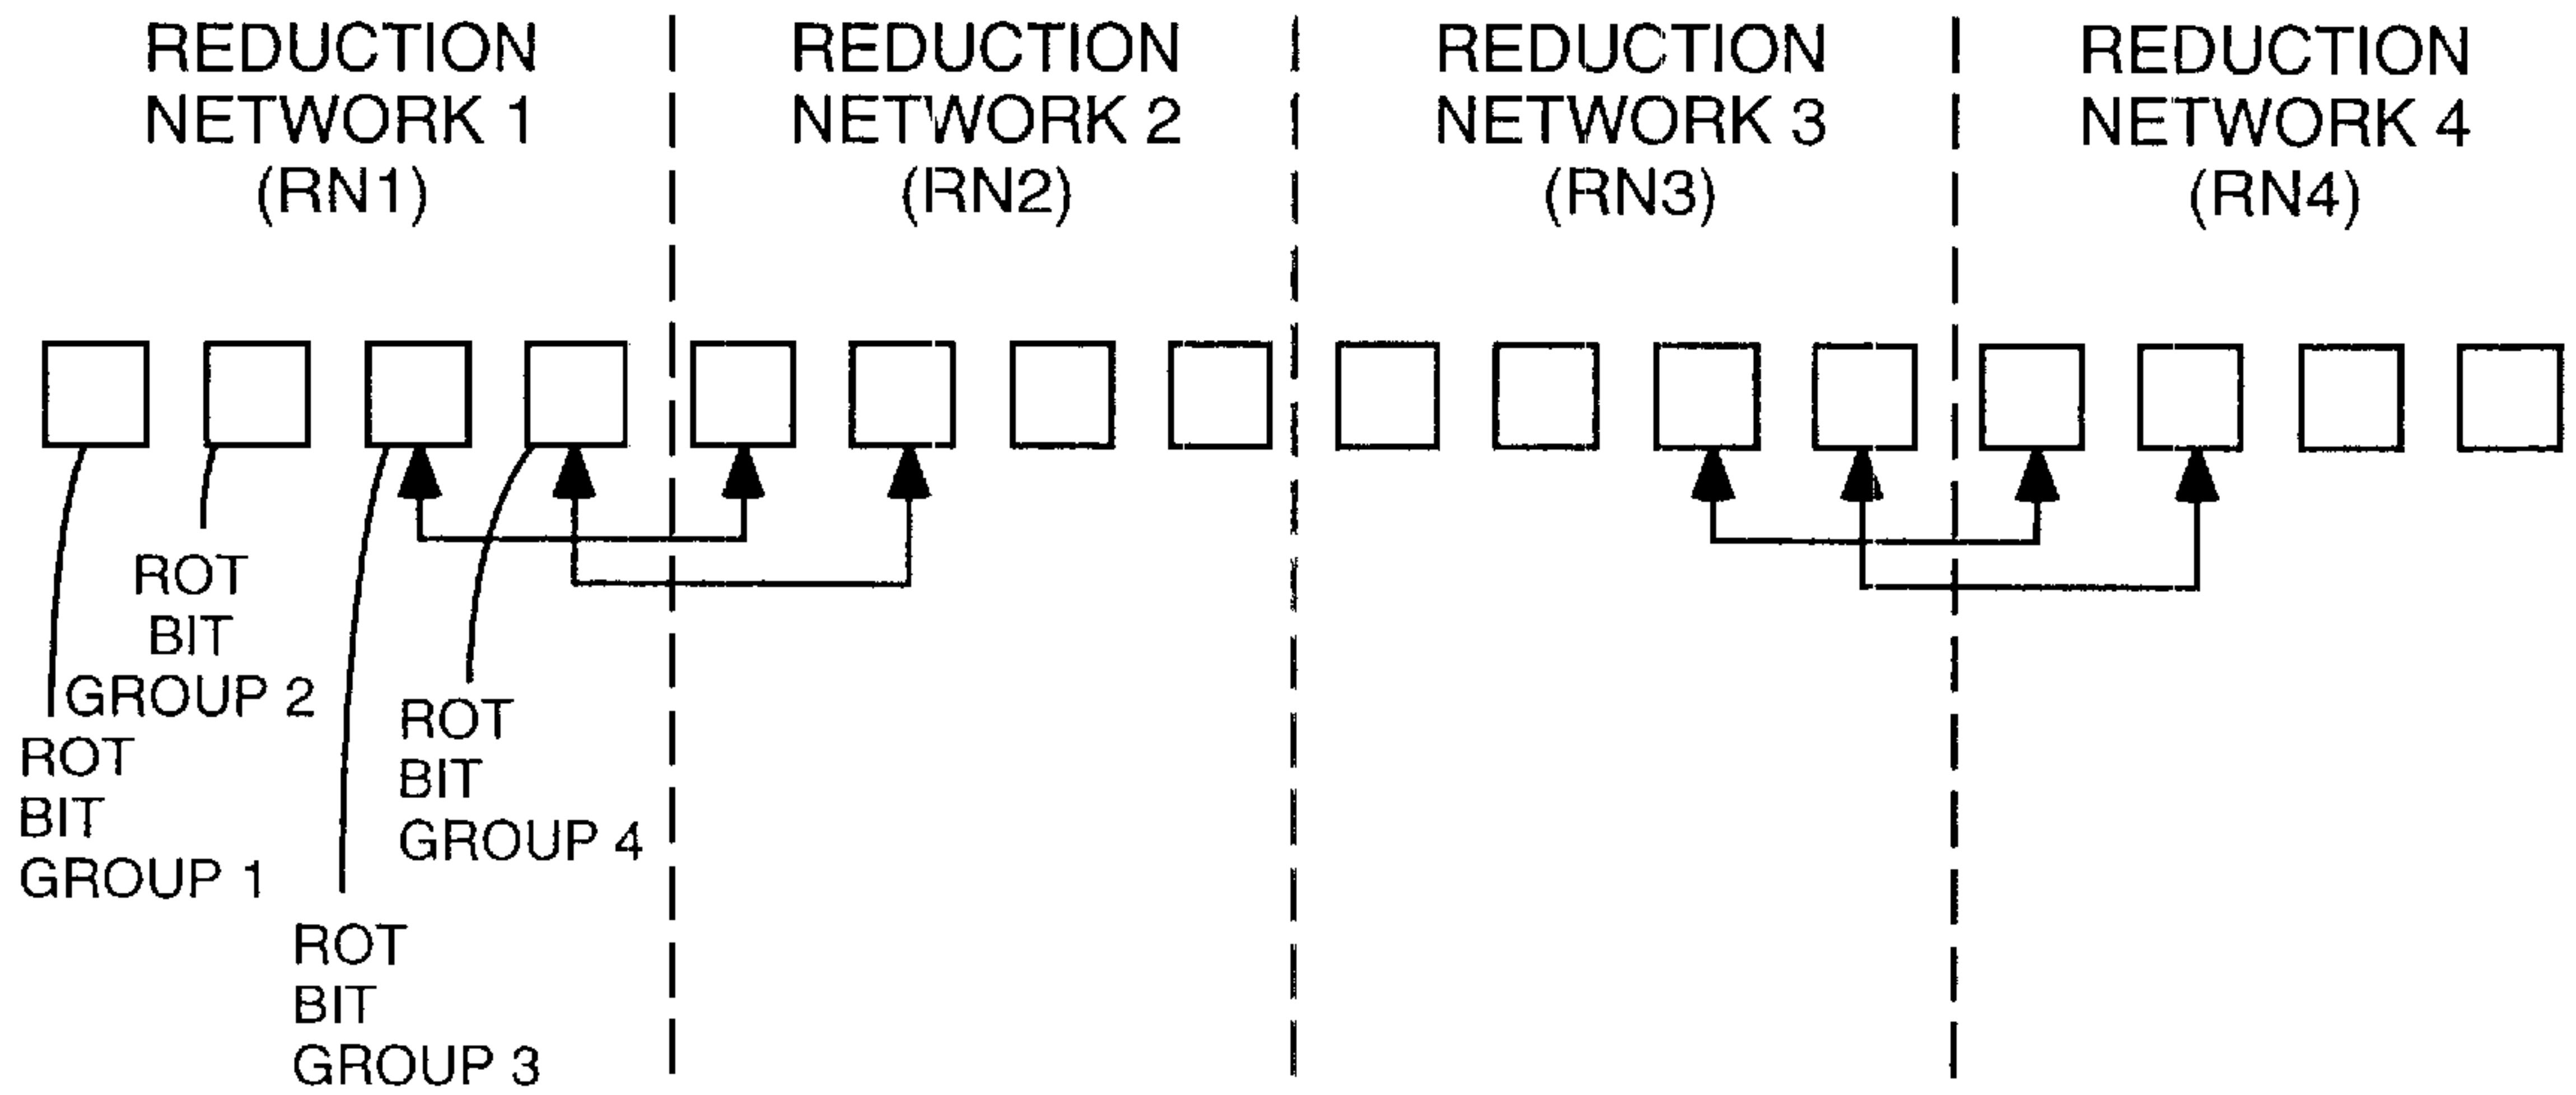 REDUCTION
NETWORK 1
(RN1)
REDUCTION
NETWORK 2
(RN2)
REDUCTION
NETWORK 3
(RN3)
REDUCTION
NETWORK 4
(RN4)
ROT
BIT
GROUP 2
ROT
BIT
GROUP 1
ROT
BIT
GROUP 4
ROT
BIT
GROUP 3